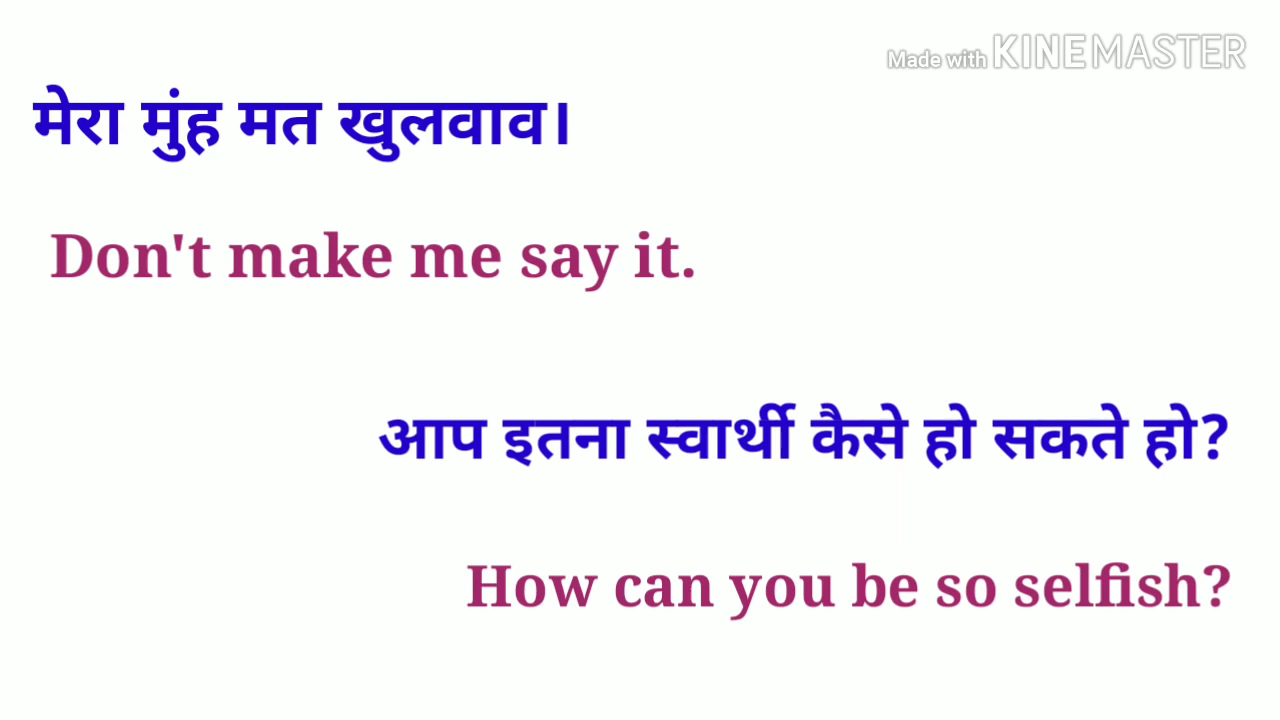 Made with KINEMASTER
मेरा मुंह मत खुलवाव।
Don't make me say it.
आप इतना स्वार्थी कैसे हो सकते हो?
How can you be so selfish?